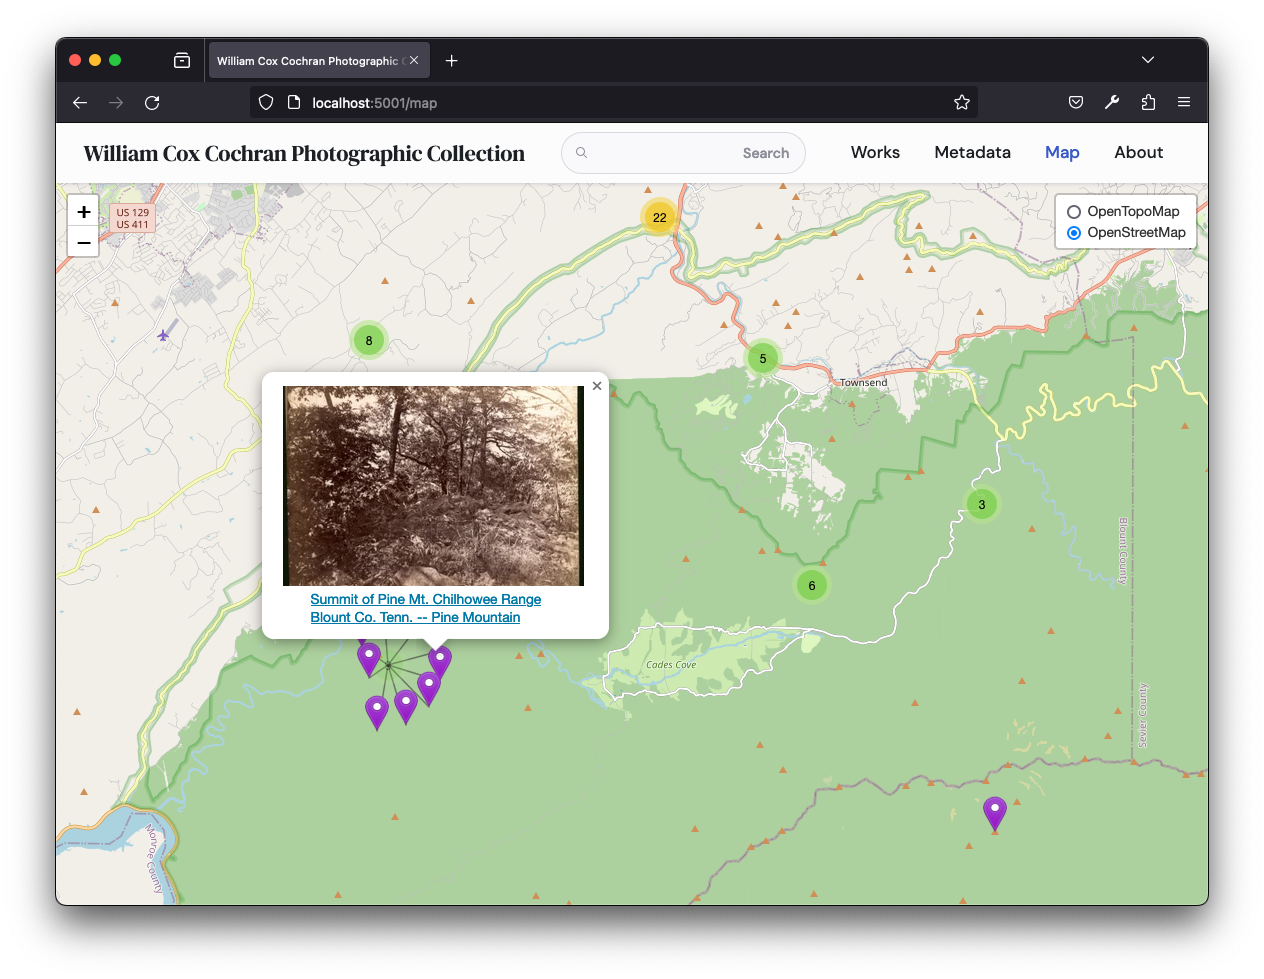 William Cox Cochran Photographic C
localhost:5001/map
William Cox Cochran Photographic Collection
Search
Works
Metadata
Map
About
+
−
US 129
US 411
22
OpenTopoMap
OpenStreetMap
8
5
Townsend
3
Blount County
6
Summit of Pine Mt. Chilhowee Range
Blount Co. Tenn. -- Pine Mountain
Cades Cove
Sevier County
Monroe County